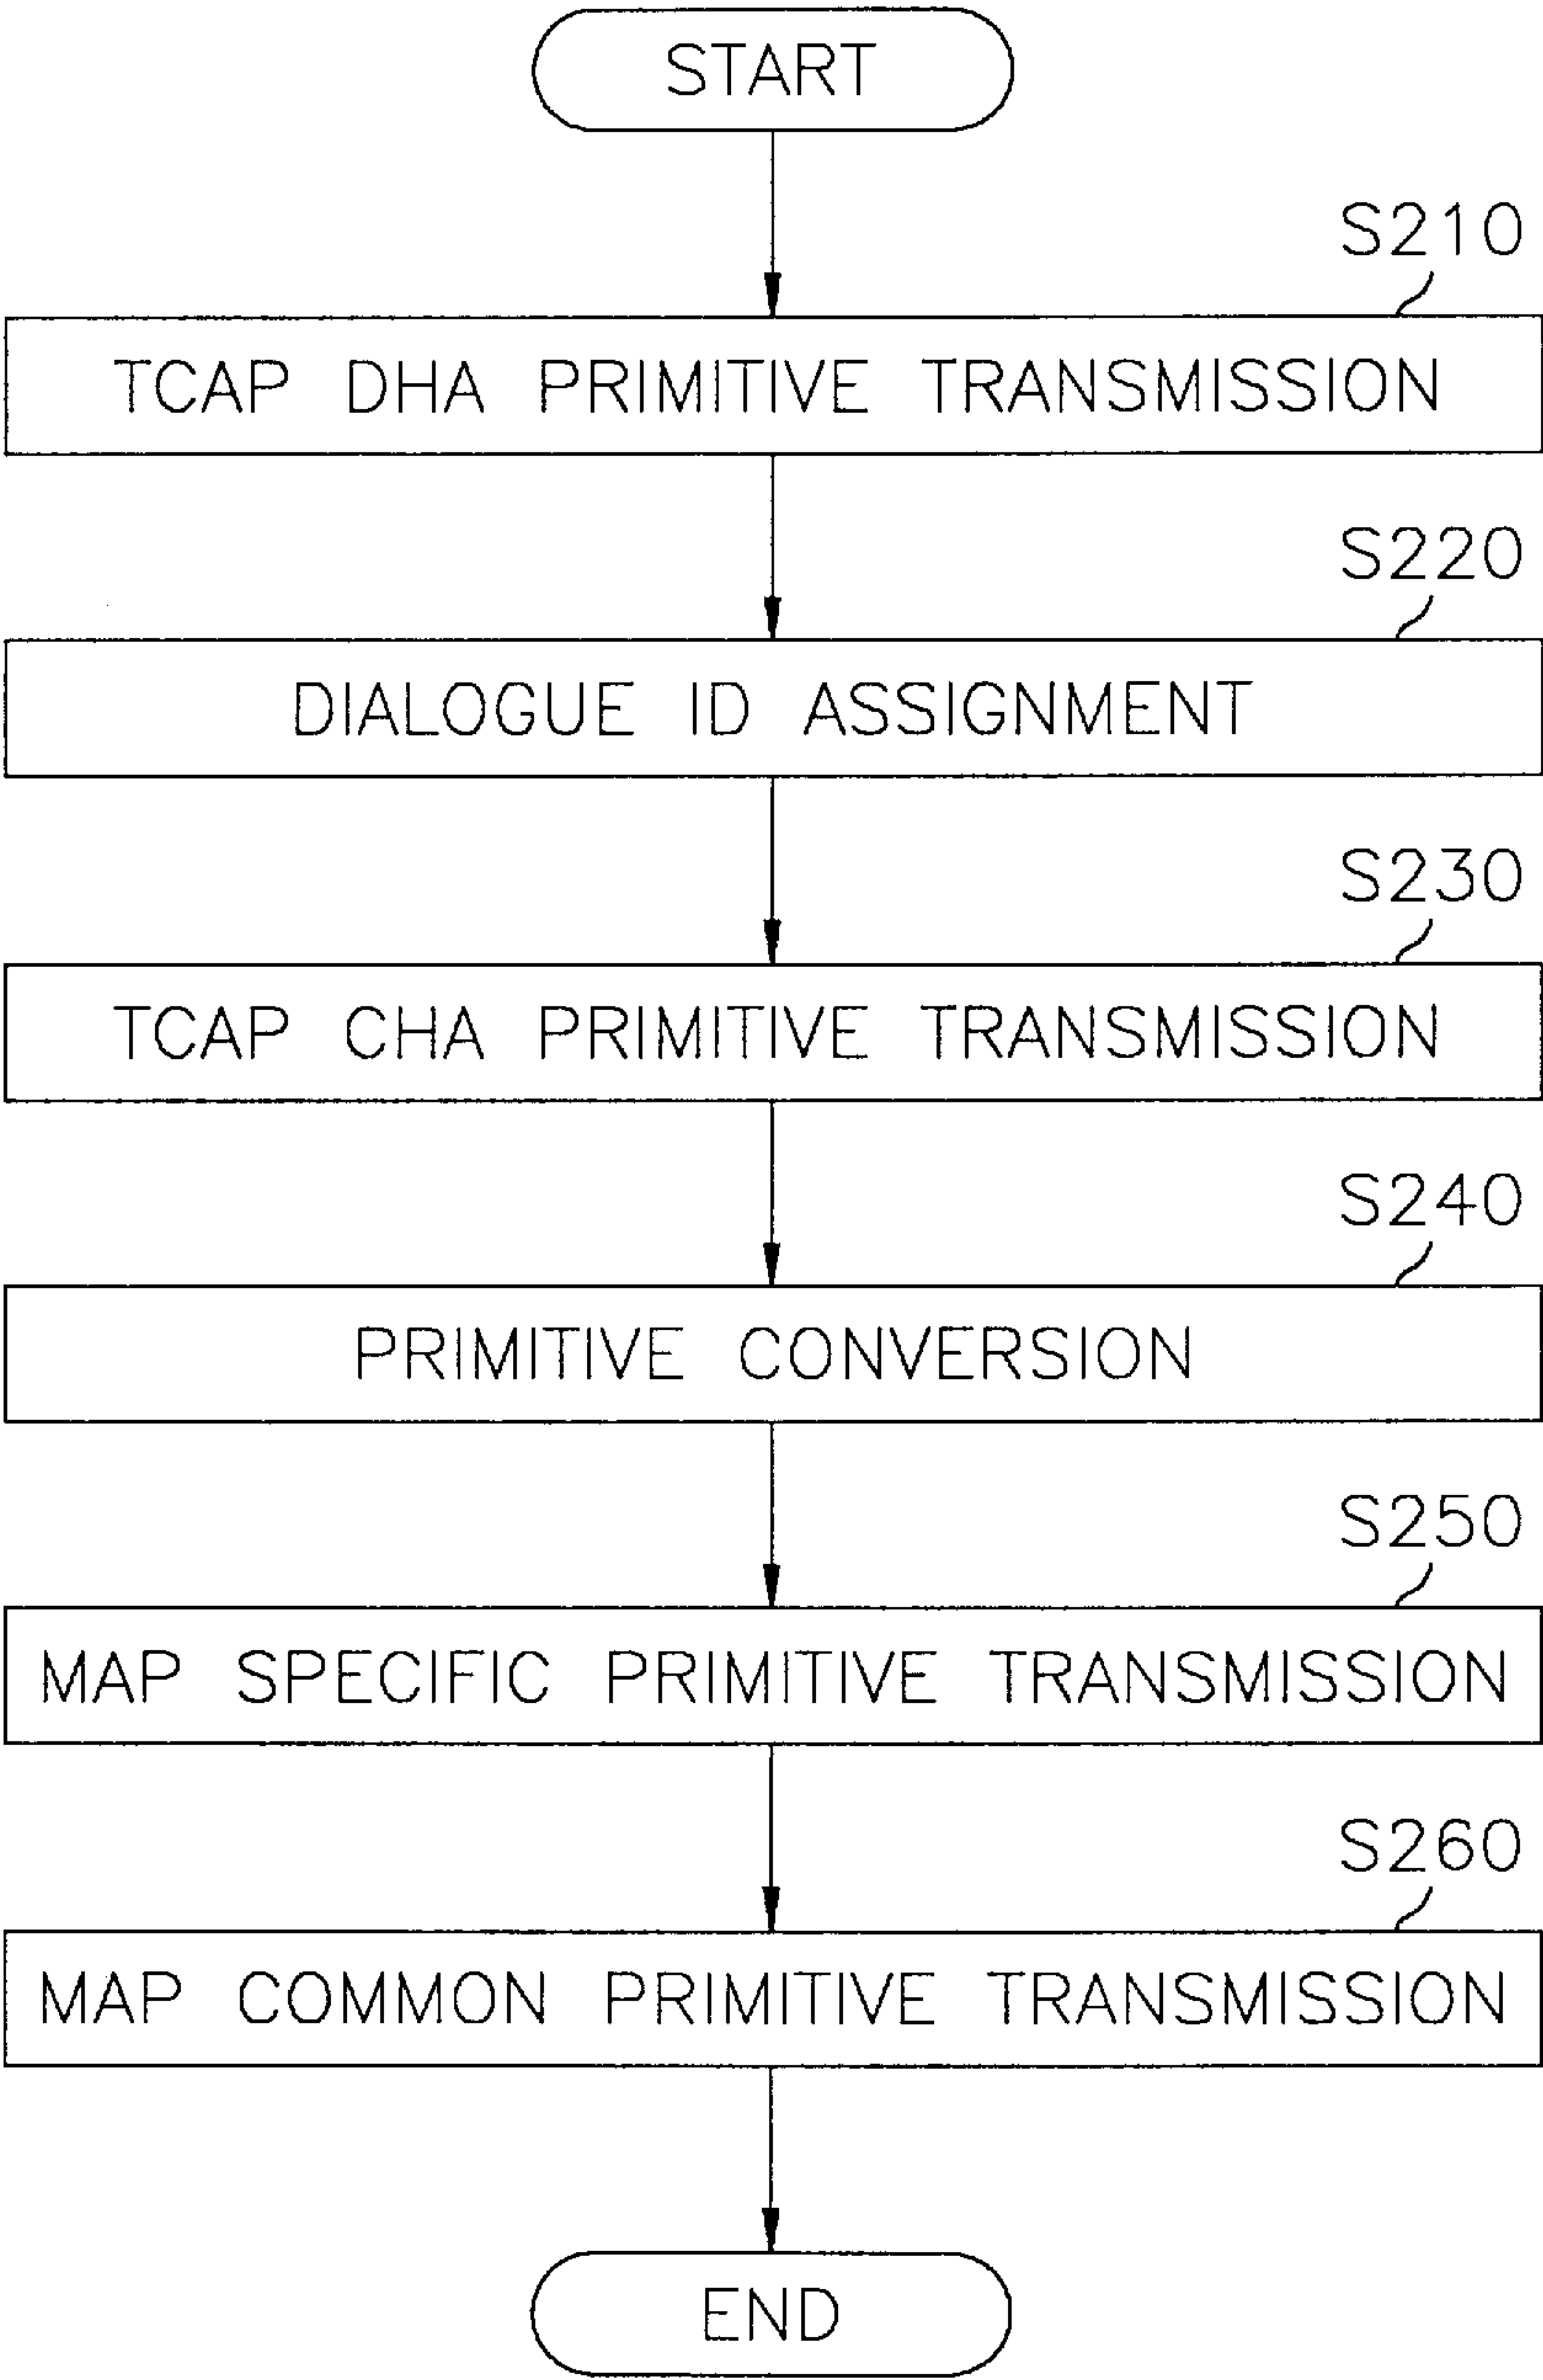 START
S210
TCAP DHA PRIMITIVE TRANSMISSION
S220
DIALOGUE ID ASSIGNMENT
S230
TCAP CHA PRIMITIVE TRANSMISSION
S240
PRIMITIVE CONVERSION
S250
MAP SPECIFIC PRIMITIVE TRANSMISSION
S260
MAP COMMON PRIMITIVE TRANSMISSION
END